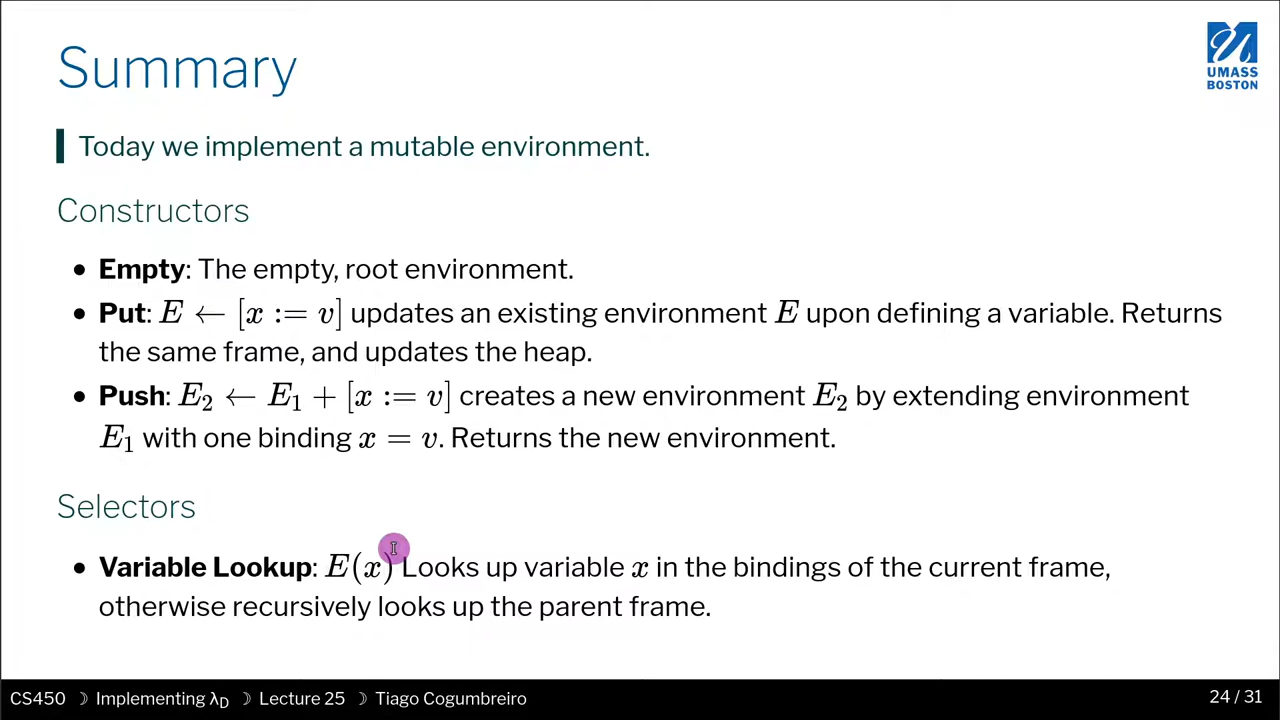 Summary
UMASS
BOSTON
Today we implement a mutable environment.
Constructors
• Empty: The empty, root environment.
• Put: E ← [x := v] updates an existing environment E upon defining a variable. Returns
the same frame, and updates the heap.
• Push: E₂ ← E₁ + [x := v] creates a new environment E₂ by extending environment
E₁ with one binding x = v. Returns the new environment.
Selectors
• Variable Lookup: E(x) Looks up variable x in the bindings of the current frame,
otherwise recursively looks up the parent frame.
CS450 ☽ Implementing λD ☽ Lecture 25 ☽ Tiago Cogumbreiro
24 / 31